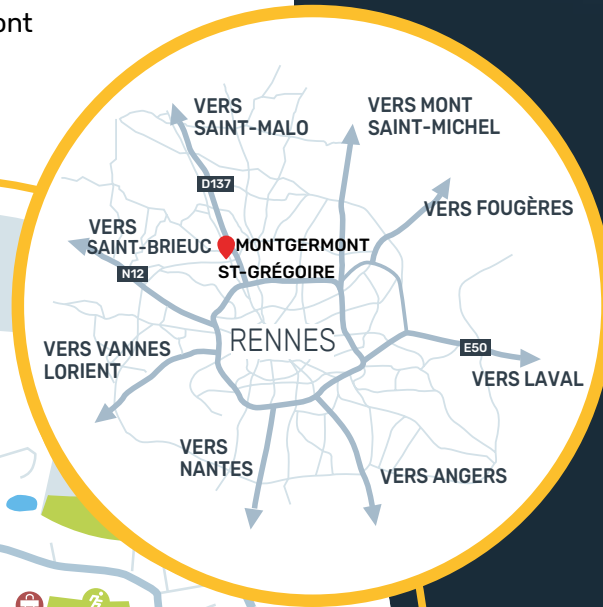 ont
VERS
SAINT-MALO
VERS MONT
SAINT-MICHEL
D137
VERS FOUGÈRES
VERS
SAINT-BRIEUC
MONTGERMONT
ST-GRÉGOIRE
N12
RENNES
VERS VANNES
LORIENT
E50
VERS LAVAL
VERS
NANTES
VERS ANGERS